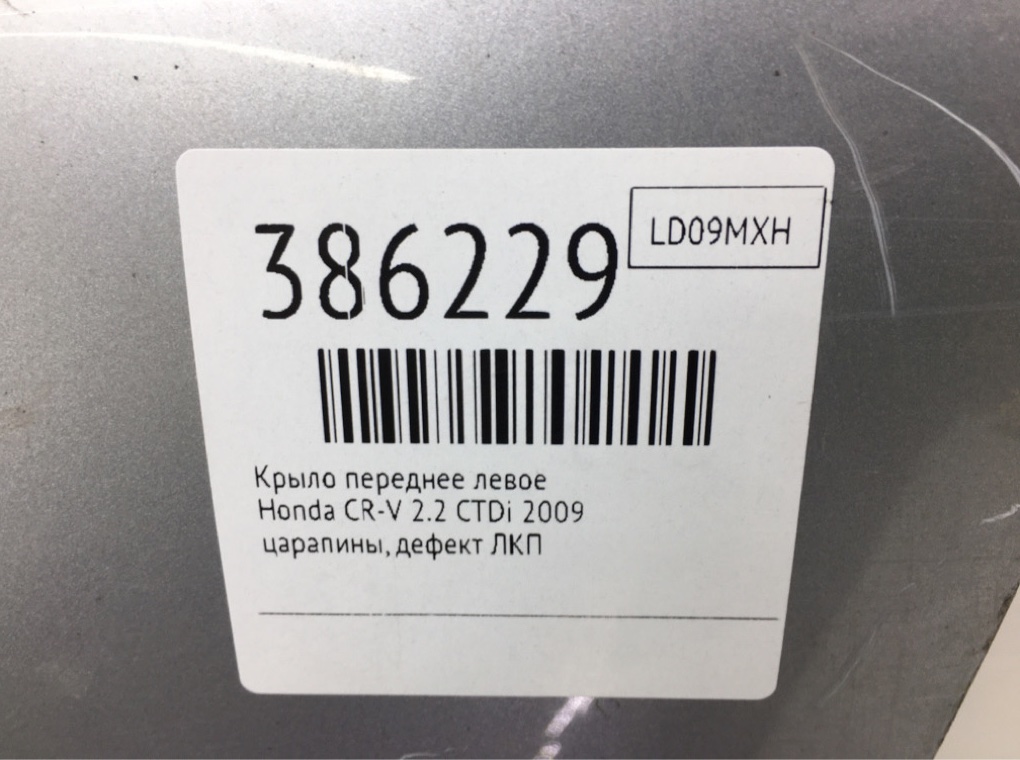 386229
LD09MXH
Крыло переднее левое
Honda CR-V 2.2 CTDi 2009
царапины, дефект ЛКП